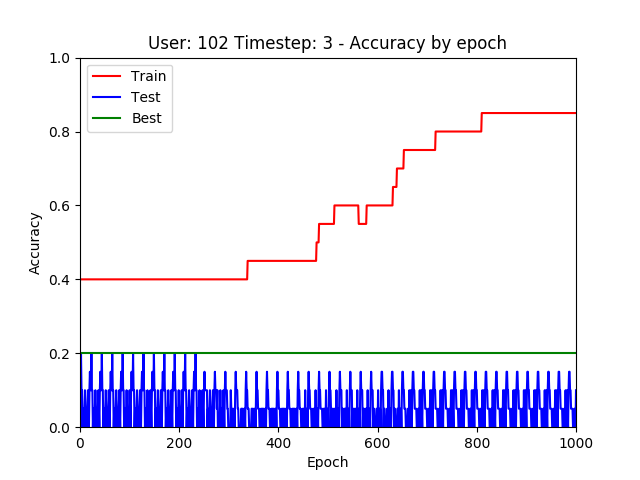 User: 102 Timestep: 3 - Accuracy by epoch
1.0
Train
Test
Best
0.8
0.6
Accuracy
0.4
0.2
0.0
0 200 400 600 800 1000
Epoch